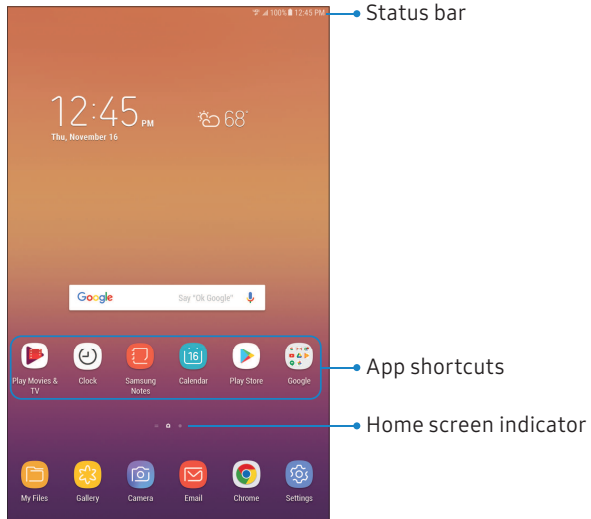 100% 12:45 PM
Status bar
12:45 PM
68°
Thu, November 16
Google Say "Ok Google"
16
Play Movies & TV
Clock
Samsung Notes
Calendar
Play Store
Google
App shortcuts
Home screen indicator
My Files
Gallery
Camera
Email
Chrome
Settings